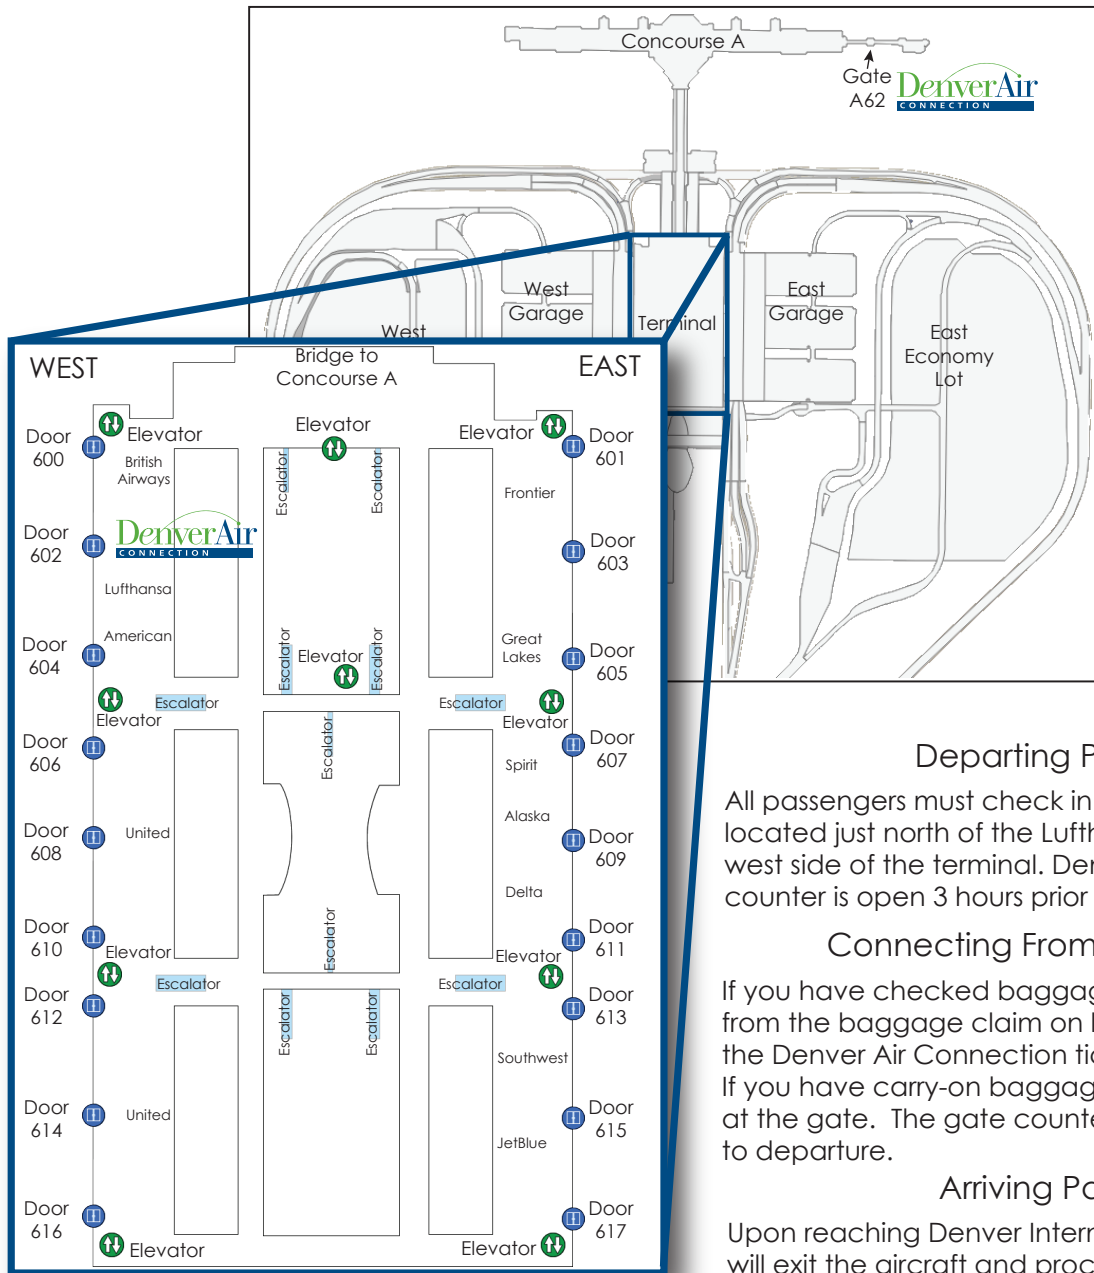 Concourse A
Gate
A62
DenverAir
CONNECTION
West
Garage
Terminal
East
Garage
West
East
Economy
Lot
WEST
Bridge to
Concourse A
EAST
Elevator
Elevator
Elevator
Door
600
Door
601
British
Airways
Escalator
Escalator
Frontier
DenverAir
CONNECTION
Door
602
Door
603
Lufthansa
American
Door
604
Escalator
Elevator
Escalator
Great
Lakes
Door
605
Escalator
Elevator
Escalator
Elevator
Door
606
Escalator
Door
607
Spirit
Alaska
United
Door
608
Door
609
Delta
Door
610
Escalator
Door
611
Elevator
Elevator
Escalator
Escalator
Door
612
Escalator
Escalator
Door
613
Southwest
Door
614
United
Door
615
JetBlue
Door
616
Door
617
Elevator
Elevator
Departing P
All passengers must check in
located just north of the Lufth
west side of the terminal. Den
counter is open 3 hours prior
Connecting From
If you have checked baggag
from the baggage claim on l
the Denver Air Connection tic
If you have carry-on baggag
at the gate.  The gate counte
to departure.
Arriving Pa
Upon reaching Denver Intern
will exit the aircraft and proc